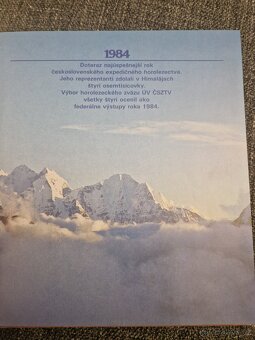 1984
Doteraz najúspešnejší rok
československého expedičného horolezectva.
Jeho reprezentanti zdolali v Himalájach
štyri osemtisícovky.
Výbor horolezeckého zväzu ÚV ČSZTV
všetky štyri ocenil ako
federálne výstupy roka 1984.